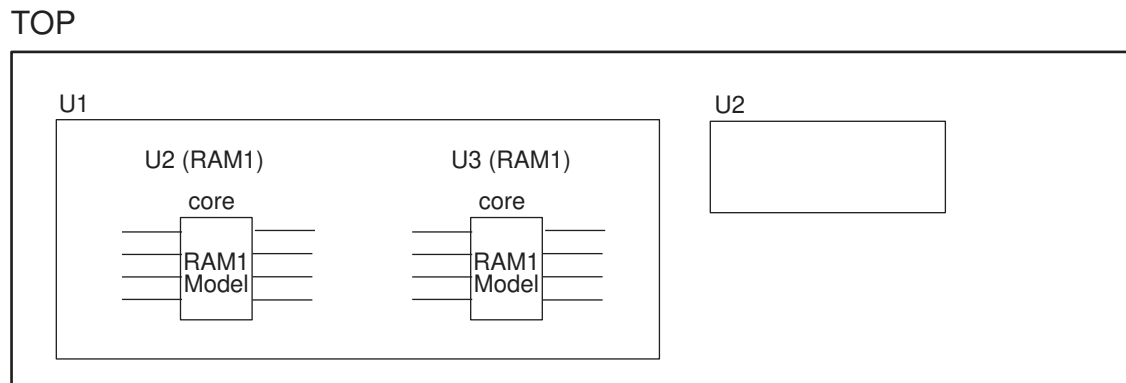 TOP
U1
U2
U2 (RAM1)
U3 (RAM1)
core
core
RAM1
Model
RAM1
Model